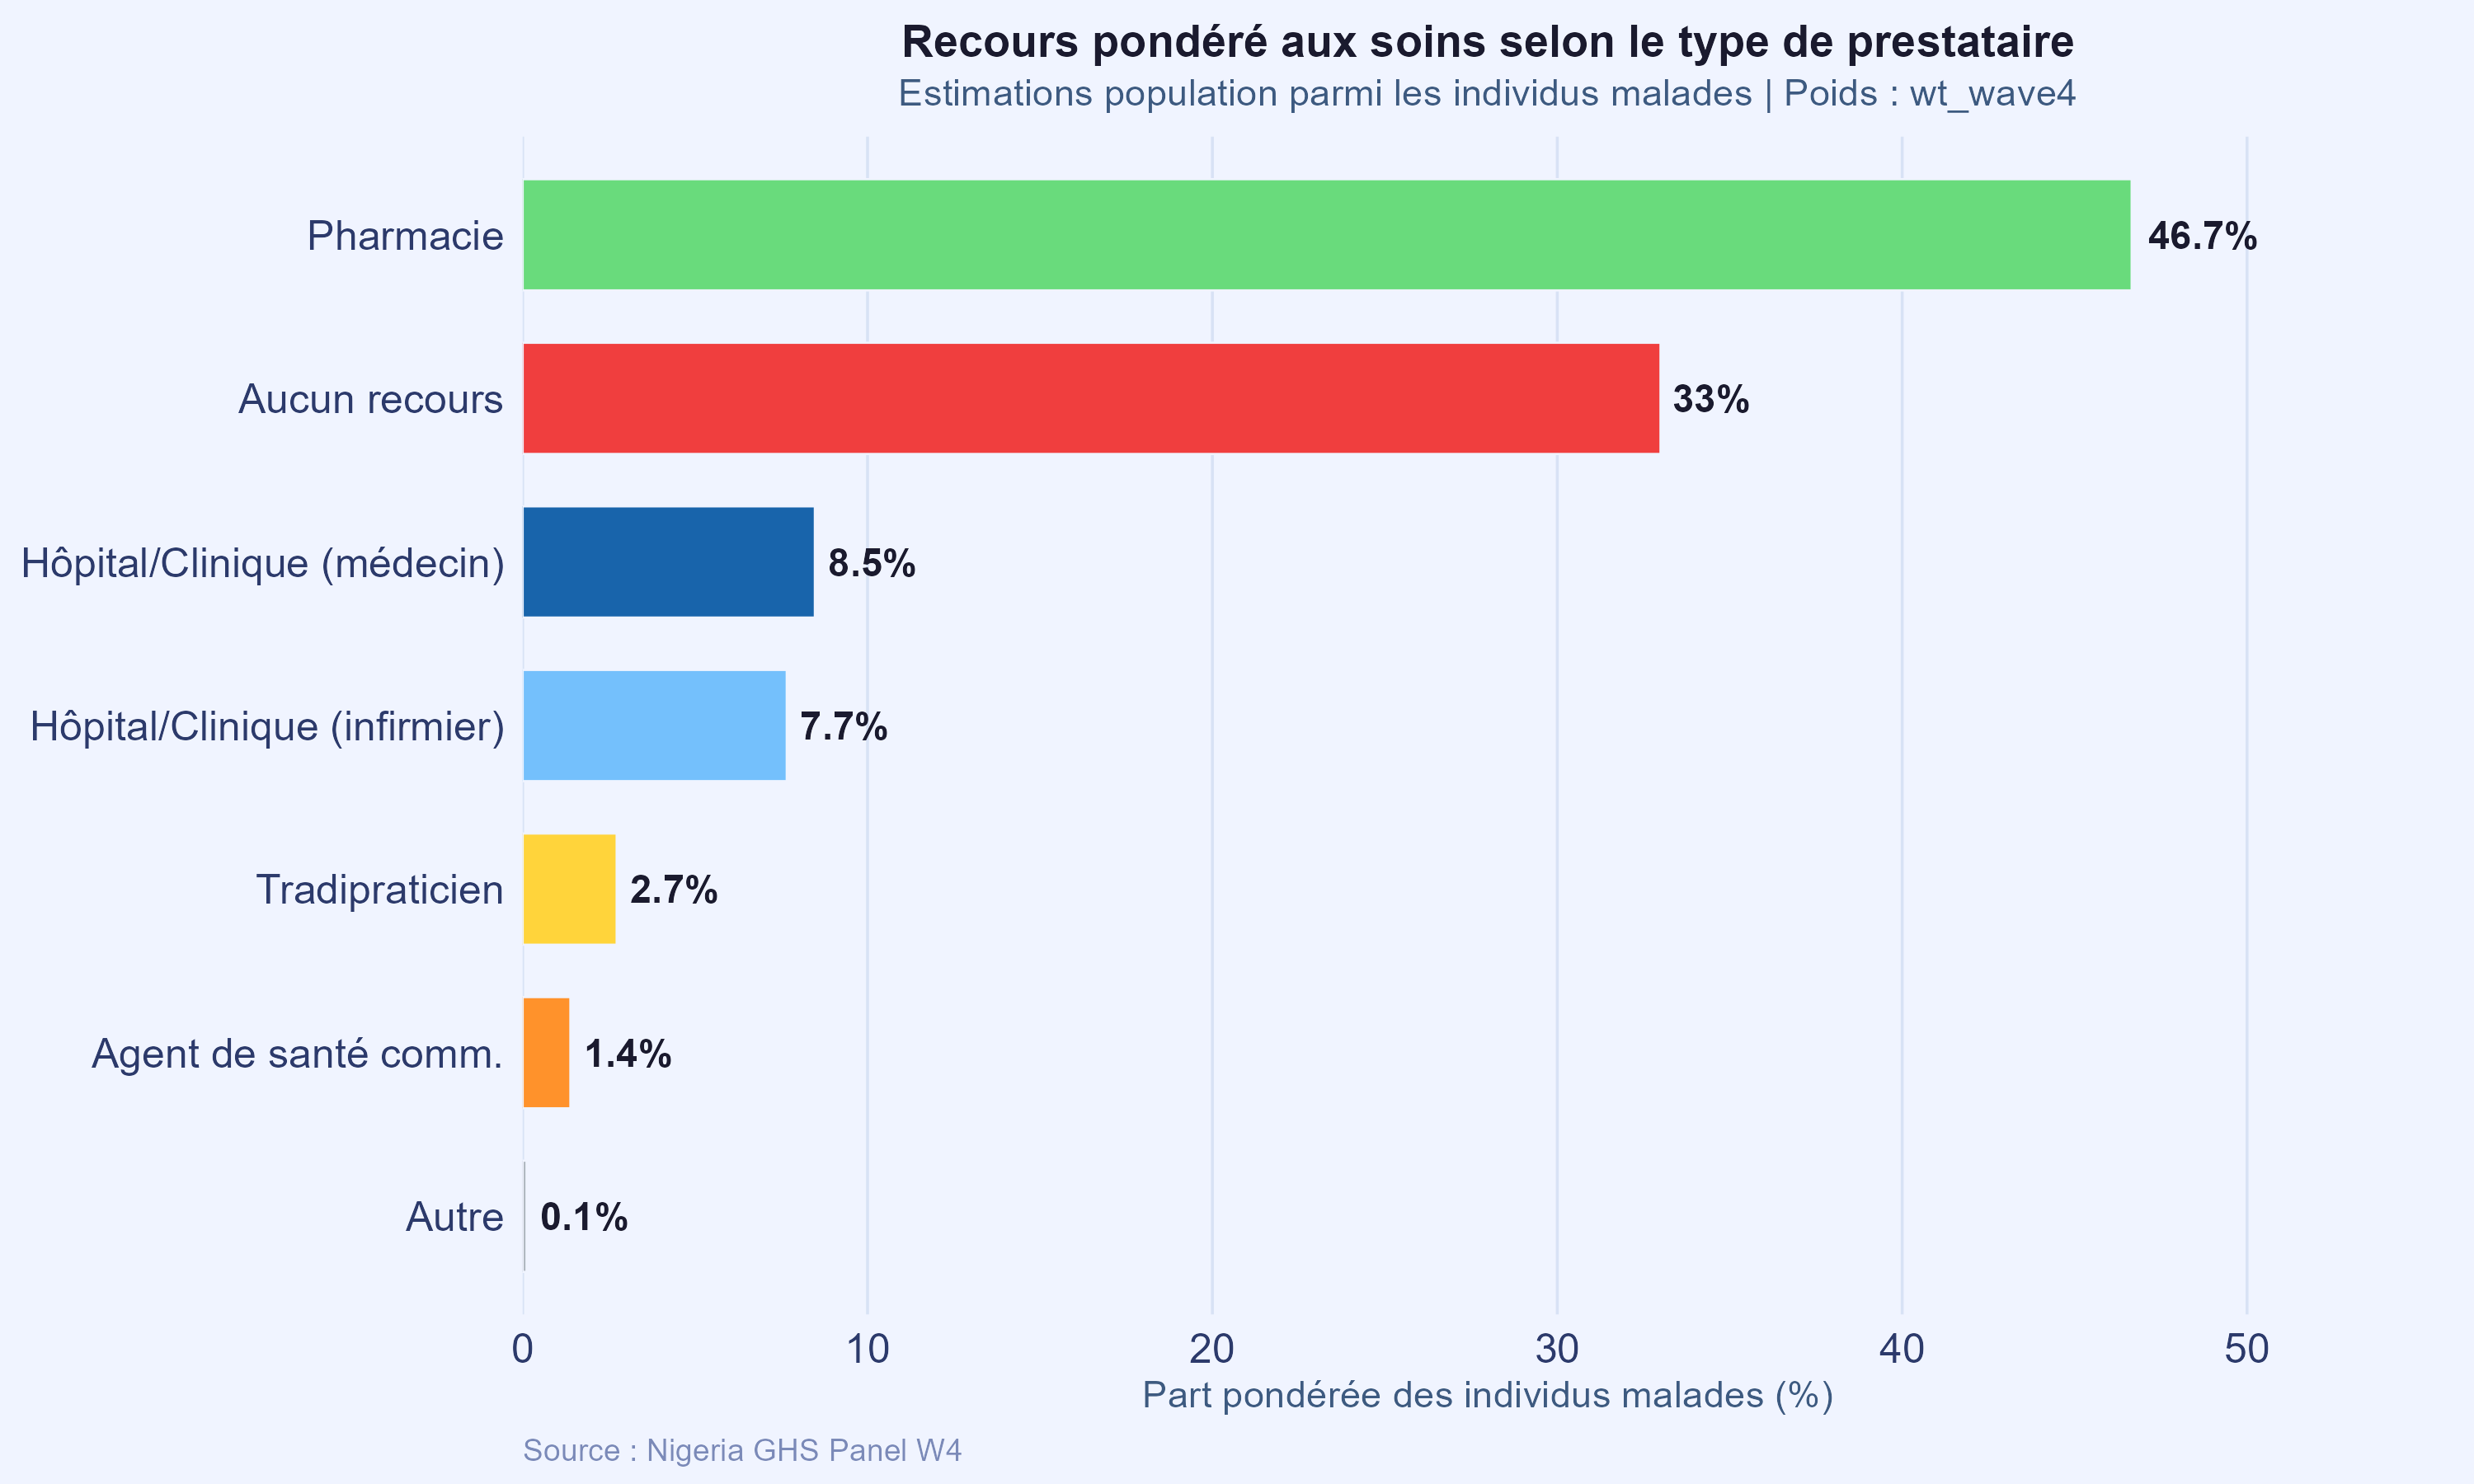 Recours pondéré aux soins selon le type de prestataire
Estimations population parmi les individus malades | Poids : wt_wave4
Pharmacie 46.7%
Aucun recours 33%
Hôpital/Clinique (médecin) 8.5%
Hôpital/Clinique (infirmier) 7.7%
Tradipraticien 2.7%
Agent de santé comm. 1.4%
Autre 0.1%
0 10 20 30 40 50
Part pondérée des individus malades (%)
Source : Nigeria GHS Panel W4